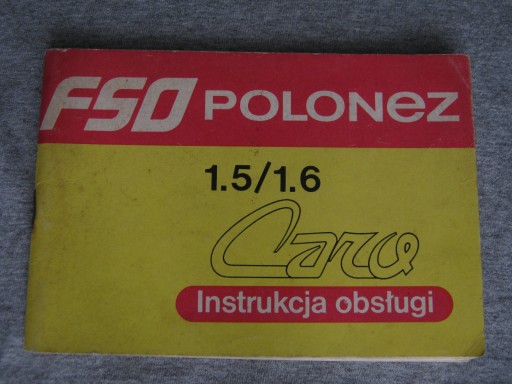 FSO POLONEZ
1.5/1.6
Caro
Instrukcja obsługi